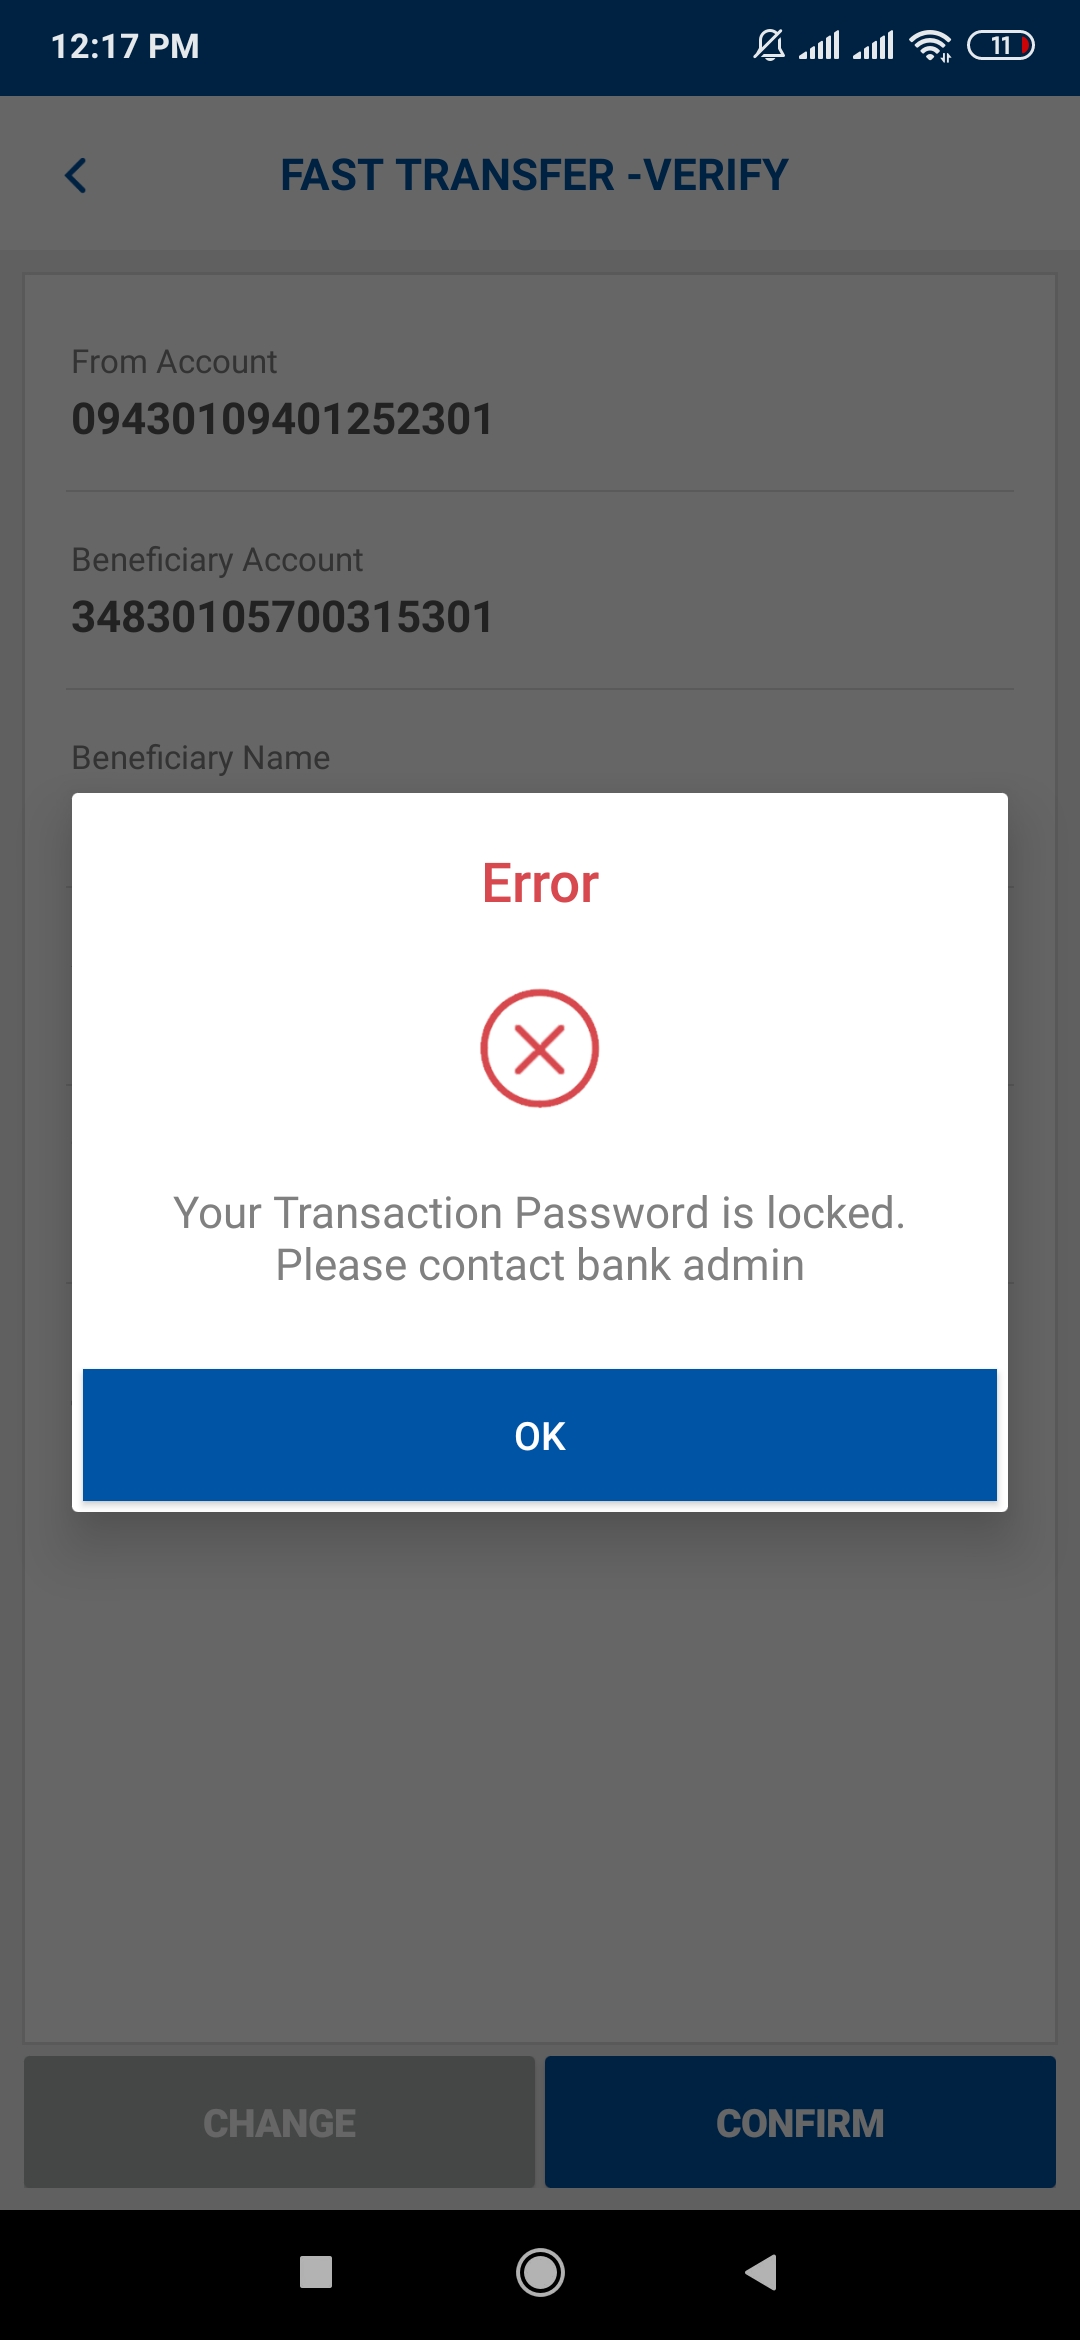 12:17 PM
11
FAST TRANSFER -VERIFY
From Account
09430109401252301
Beneficiary Account
34830105700315301
Beneficiary Name
Error
Your Transaction Password is locked.
Please contact bank admin
OK
CHANGE
CONFIRM